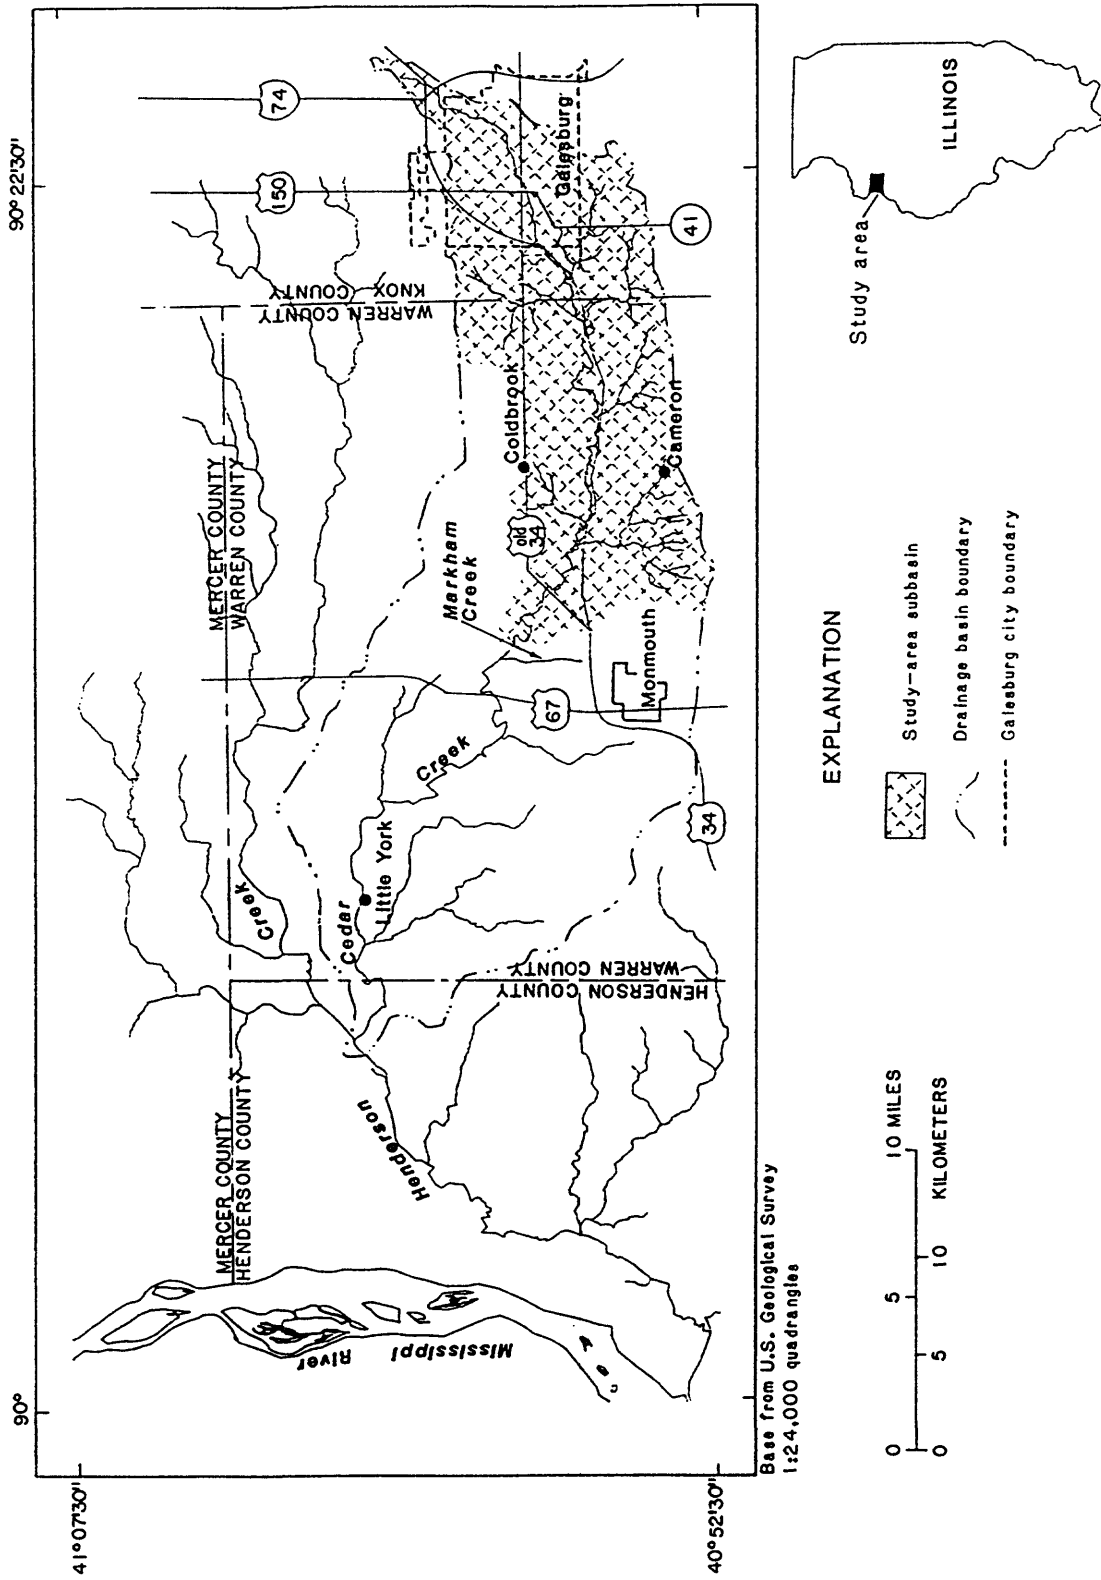 90°
90° 22'30"
41°07'30"
40°52'30"
74
150
41
MERCER COUNTY
HENDERSON COUNTY
MERCER COUNTY
WARREN COUNTY
WARREN COUNTY
KNOX COUNTY
HENDERSON COUNTY
WARREN COUNTY
Mississippi
River
Henderson
Creek
Cedar
Creek
Little York
Markham
Creek
67
old
34
34
Coldbrook
Cameron
Galesburg
Monmouth
Base from U.S. Geological Survey
1:24,000 quadrangles
0 5 10 MILES
0 5 10 KILOMETERS
EXPLANATION
Study-area subbasin
Drainage basin boundary
Galesburg city boundary
Study area
ILLINOIS